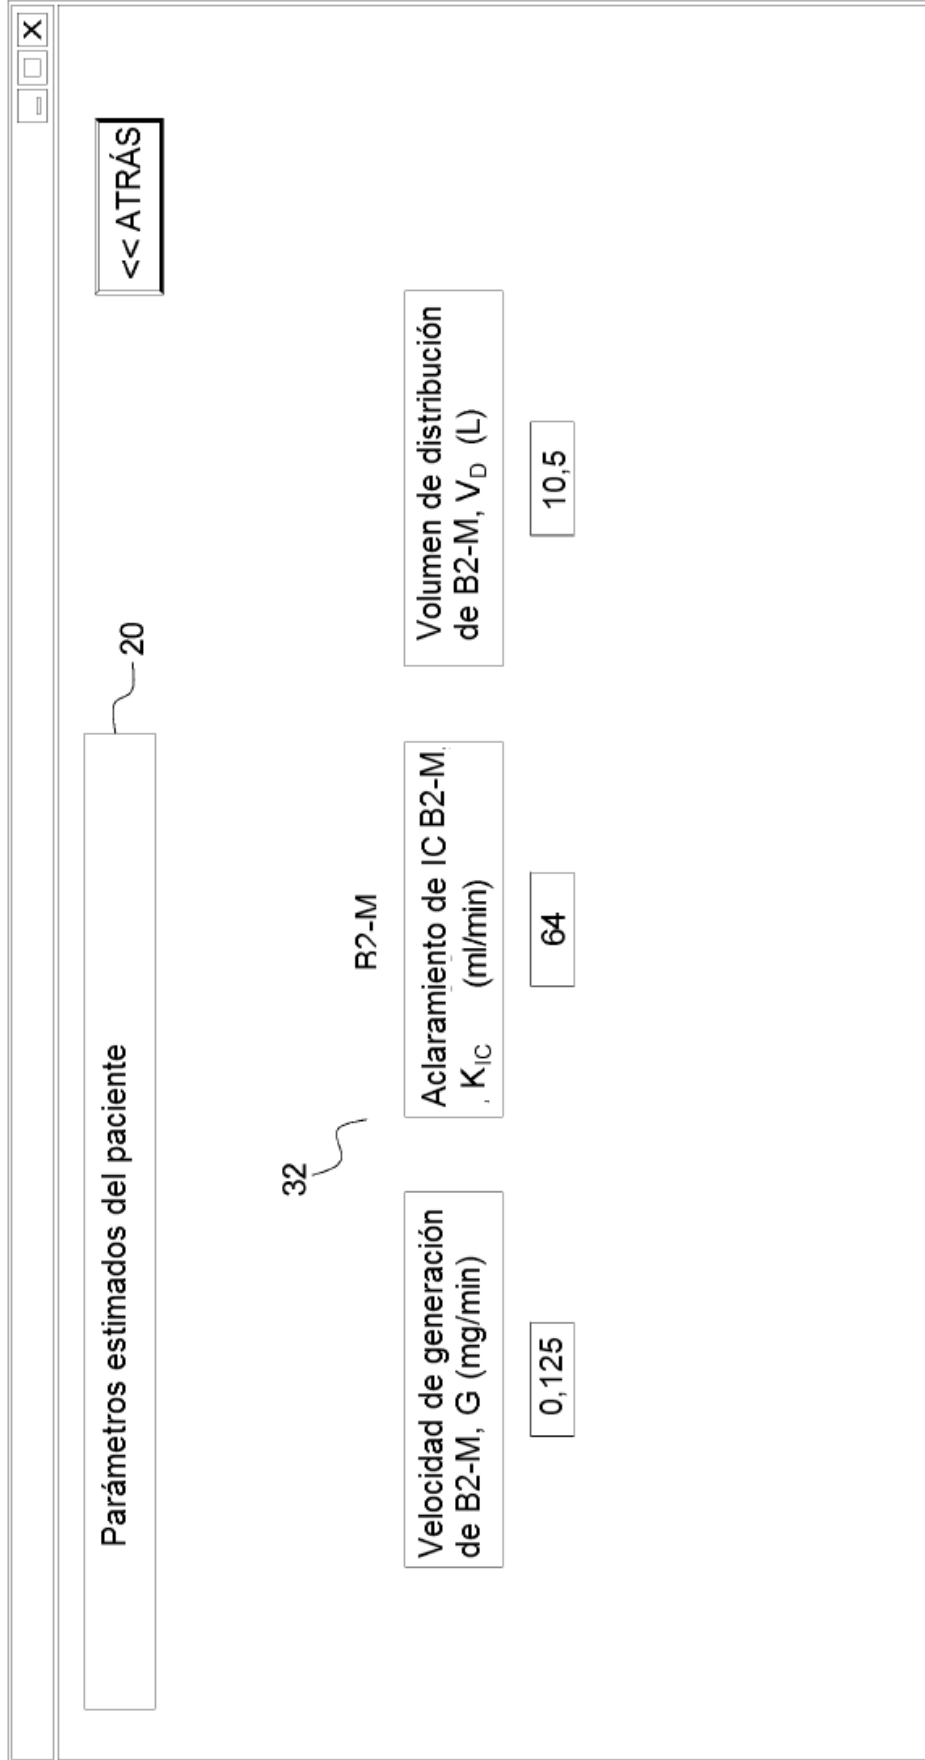 << ATRÁS
Parámetros estimados del paciente
20
32
B2-M
Velocidad de generación
de B2-M, G (mg/min)
0,125
Aclaramiento de IC B2-M,
, K_IC (ml/min)
64
Volumen de distribución
de B2-M, V_D (L)
10,5